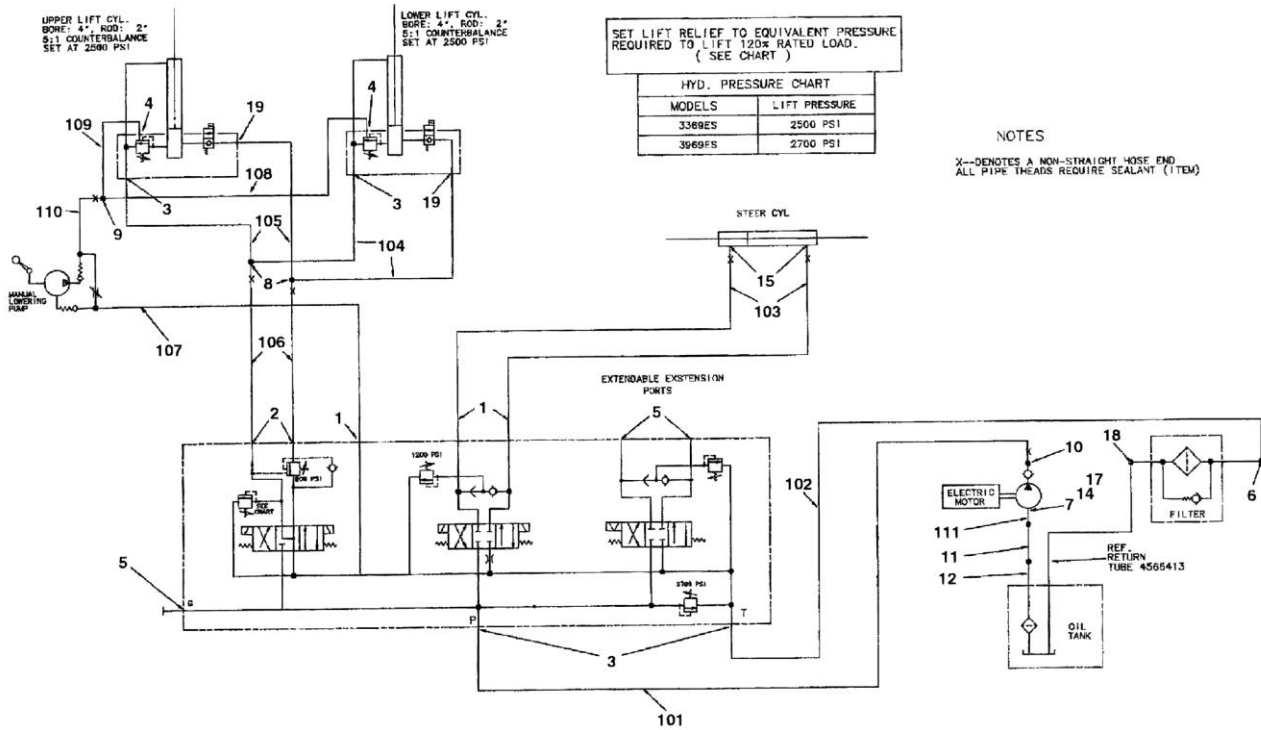 UPPER LIFT CYL.
BORE: 4", ROD: 2"
5:1 COUNTERBALANCE
SET AT 2500 PSI
LOWER LIFT CYL.
BORE: 4", ROD: 2"
5:1 COUNTERBALANCE
SET AT 2500 PSI
SET LIFT RELIEF TO EQUIVALENT PRESSURE
REQUIRED TO LIFT 120% RATED LOAD.
( SEE CHART )
HYD. PRESSURE CHART
MODELS LIFT PRESSURE
3369ES 2500 PSI
3969ES 2700 PSI
NOTES
X--DENOTES A NON-STRAIGHT HOSE END
ALL PIPE THEADS REQUIRE SEALANT (ITEM)
4
19
109
4
108
3
3
19
110
9
105
104
8
STEER CYL
15
103
MANUAL
LOWERING
PUMP
107
106
EXTENDABLE EXSTENSION
PORTS
2
1
1
5
1200 PSI
PSI
SEE
CHART
102
10
18
ELECTRIC
MOTOR
17
14
7
FILTER
6
111
11
12
REF.
RETURN
TUBE 4566413
OIL
TANK
5
G
2700 PSI
P
T
3
101